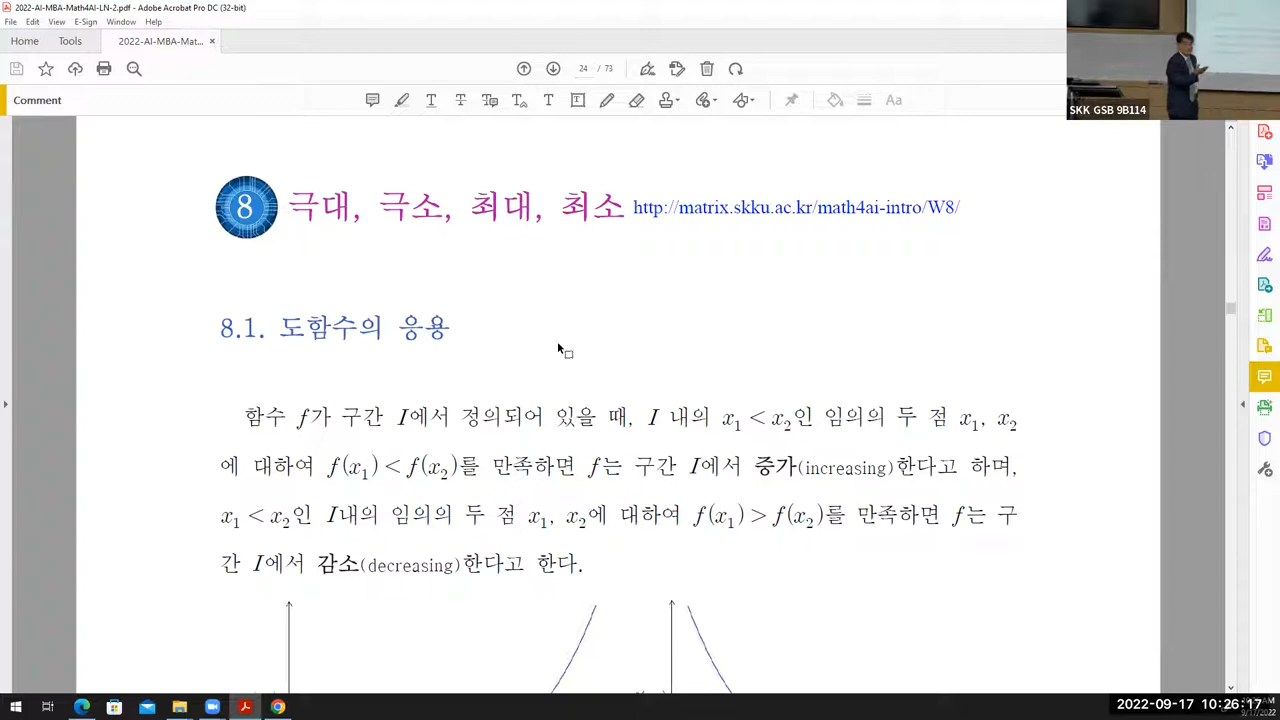 2022-AI-MBA-Math4AI-LN-2.pdf - Adobe Acrobat Pro DC (32-bit)
File Edit View E-Sign Window Help
Home Tools 2022-AI-MBA-Mat... ×
24 / 73
Comment
SKK GSB 9B114
8 극대, 극소, 최대, 최소 http://matrix.skku.ac.kr/math4ai-intro/W8/
8.1. 도함수의 응용
함수 f가 구간 I에서 정의되어 있을 때, I 내의 x₁ < x₂인 임의의 두 점 x₁, x₂
에 대하여 f(x₁) < f(x₂)를 만족하면 f는 구간 I에서 증가(increasing)한다고 하며,
x₁ < x₂인 I내의 임의의 두 점 x₁, x₂에 대하여 f(x₁) > f(x₂)를 만족하면 f는 구
간 I에서 감소(decreasing)한다고 한다.
2022-09-17 10:26:17